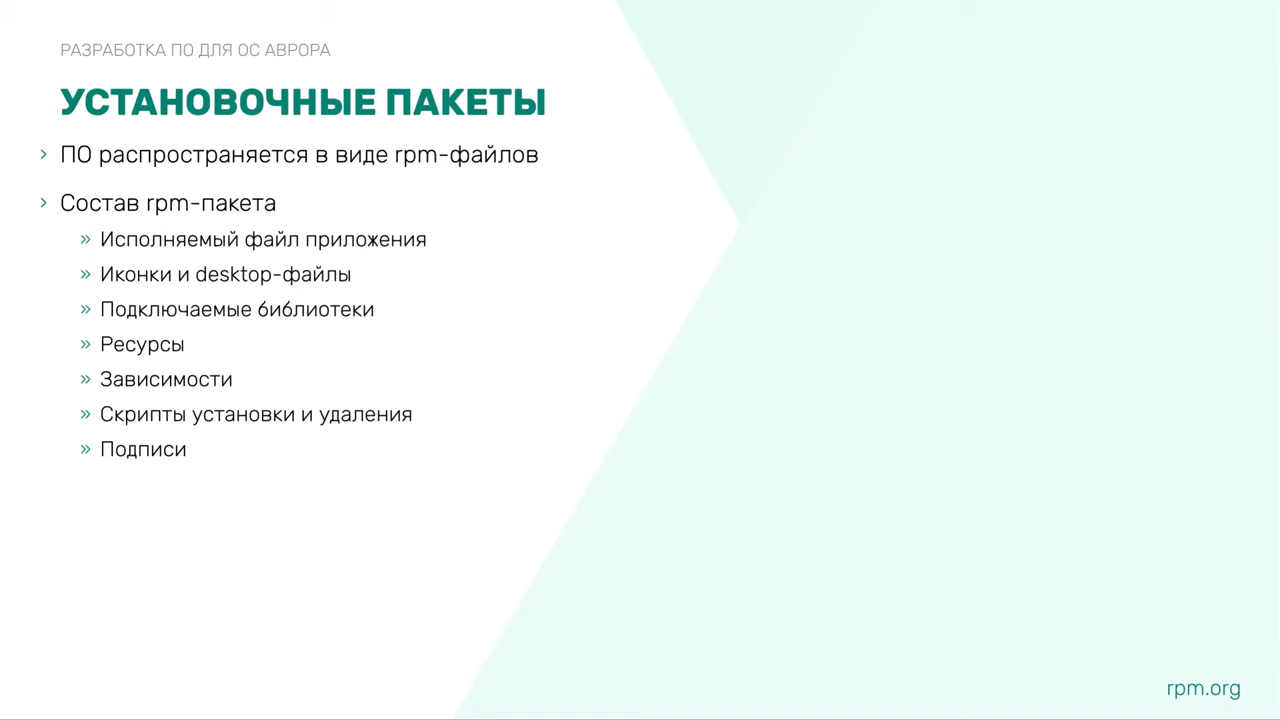 РАЗРАБОТКА ПО ДЛЯ ОС АВРОРА
УСТАНОВОЧНЫЕ ПАКЕТЫ
› ПО распространяется в виде rpm-файлов
› Состав rpm-пакета
» Исполняемый файл приложения
» Иконки и desktop-файлы
» Подключаемые библиотеки
» Ресурсы
» Зависимости
» Скрипты установки и удаления
» Подписи
rpm.org